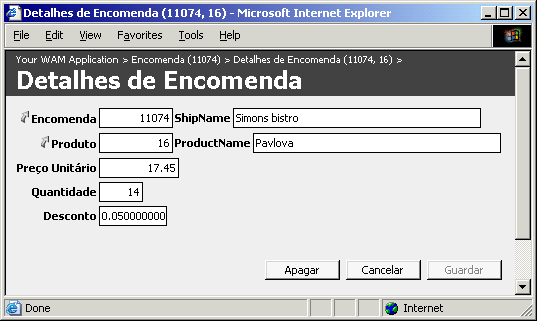 Detalhes de Encomenda (11074, 16) - Microsoft Internet Explorer
File Edit View Favorites Tools Help
Your WAM Application > Encomenda (11074) > Detalhes de Encomenda (11074, 16) >
Detalhes de Encomenda
Encomenda 11074 ShipName Simons bistro
Produto 16 ProductName Pavlova
Preço Unitário 17.45
Quantidade 14
Desconto 0.050000000
Apagar Cancelar Guardar
Done Internet